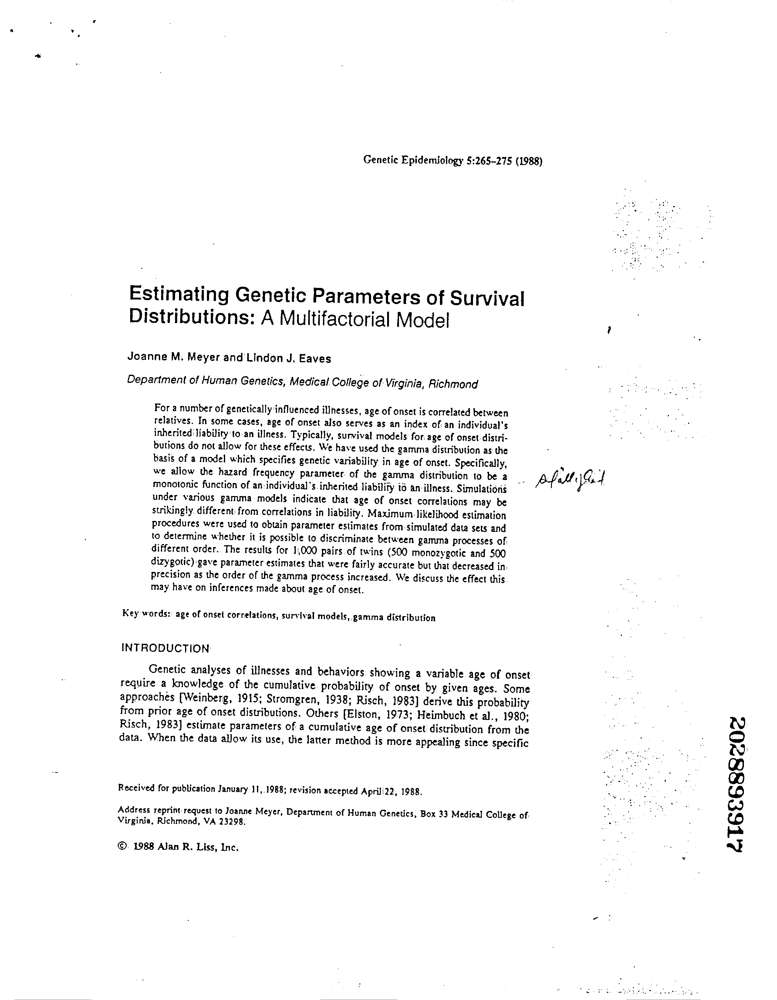 Genetic Epidemiology 5:265–275 (1988)
Estimating Genetic Parameters of Survival
Distributions: A Multifactorial Model
Joanne M. Meyer and Lindon J. Eaves
Department of Human Genetics, Medical College of Virginia, Richmond
For a number of genetically influenced illnesses, age of onset is correlated between
relatives. In some cases, age of onset also serves as an index of an individual's
inherited liability to an illness. Typically, survival models for age of onset distri-
butions do not allow for these effects. We have used the gamma distribution as the
basis of a model which specifies genetic variability in age of onset. Specifically,
we allow the hazard frequency parameter of the gamma distribution to be a
monotonic function of an individual's inherited liability to an illness. Simulations
under various gamma models indicate that age of onset correlations may be
strikingly different from correlations in liability. Maximum likelihood estimation
procedures were used to obtain parameter estimates from simulated data sets and
to determine whether it is possible to discriminate between gamma processes of
different order. The results for 1,000 pairs of twins (500 monozygotic and 500
dizygotic) gave parameter estimates that were fairly accurate but that decreased in
precision as the order of the gamma process increased. We discuss the effect this
may have on inferences made about age of onset.
Key words: age of onset correlations, survival models, gamma distribution
INTRODUCTION
Genetic analyses of illnesses and behaviors showing a variable age of onset
require a knowledge of the cumulative probability of onset by given ages. Some
approaches [Weinberg, 1915; Stromgren, 1938; Risch, 1983] derive this probability
from prior age of onset distributions. Others [Elston, 1973; Heimbuch et al., 1980;
Risch, 1983] estimate parameters of a cumulative age of onset distribution from the
data. When the data allow its use, the latter method is more appealing since specific
Received for publication January 11, 1988; revision accepted April 22, 1988.
Address reprint request to Joanne Meyer, Department of Human Genetics, Box 33 Medical College of
Virginia, Richmond, VA 23298.
© 1988 Alan R. Liss, Inc.
2028893917